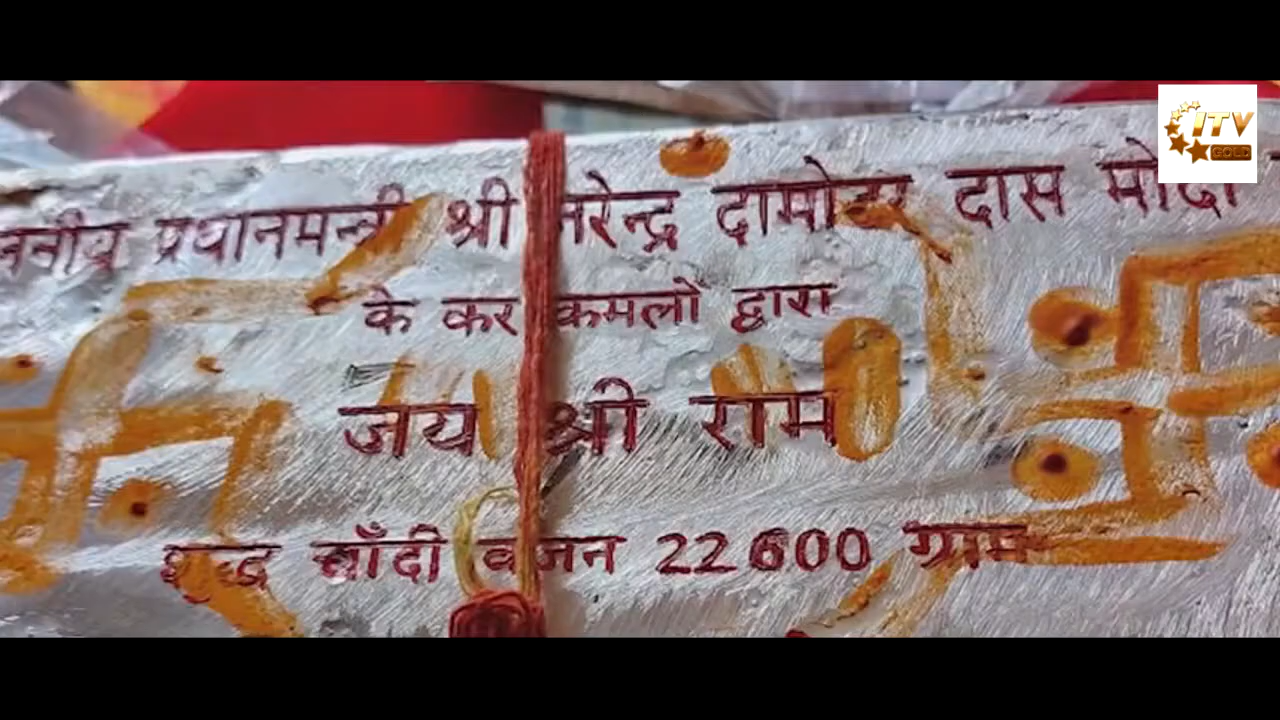 ITV
GOLD
प्रधानमन्त्री श्री नरेन्द्र दामोदर दास मोदी
के कर कमलों द्वारा
जय श्री राम
शुद्ध चाँदी वजन 22600 ग्राम